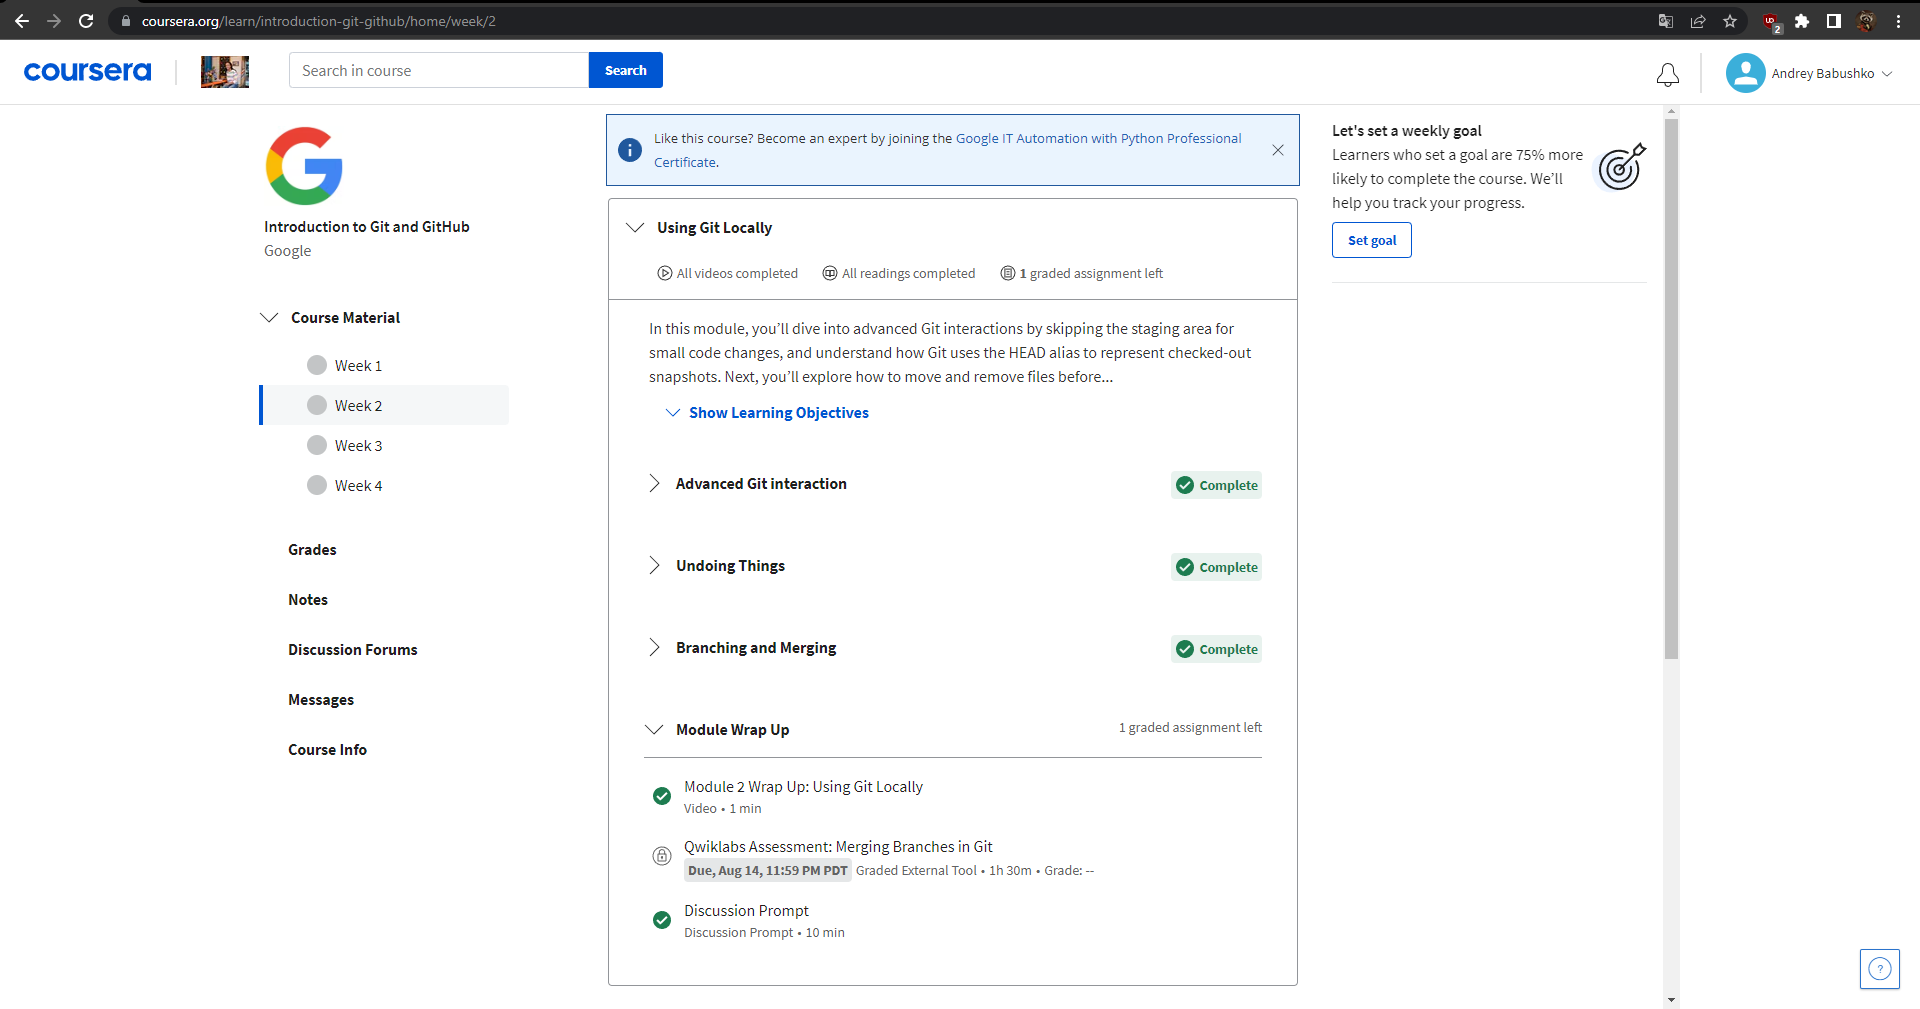 coursera.org/learn/introduction-git-github/home/week/2
2
coursera
Search in course
Search
Andrey Babushko
Introduction to Git and GitHub
Google
Course Material
Week 1
Week 2
Week 3
Week 4
Grades
Notes
Discussion Forums
Messages
Course Info
Like this course? Become an expert by joining the Google IT Automation with Python Professional
Certificate.
Using Git Locally
All videos completed
All readings completed
1 graded assignment left
In this module, you’ll dive into advanced Git interactions by skipping the staging area for
small code changes, and understand how Git uses the HEAD alias to represent checked-out
snapshots. Next, you’ll explore how to move and remove files before...
Show Learning Objectives
Advanced Git interaction
Complete
Undoing Things
Complete
Branching and Merging
Complete
Module Wrap Up
1 graded assignment left
Module 2 Wrap Up: Using Git Locally
Video • 1 min
Qwiklabs Assessment: Merging Branches in Git
Due, Aug 14, 11:59 PM PDT Graded External Tool • 1h 30m • Grade: --
Discussion Prompt
Discussion Prompt • 10 min
Let's set a weekly goal
Learners who set a goal are 75% more
likely to complete the course. We’ll
help you track your progress.
Set goal
?